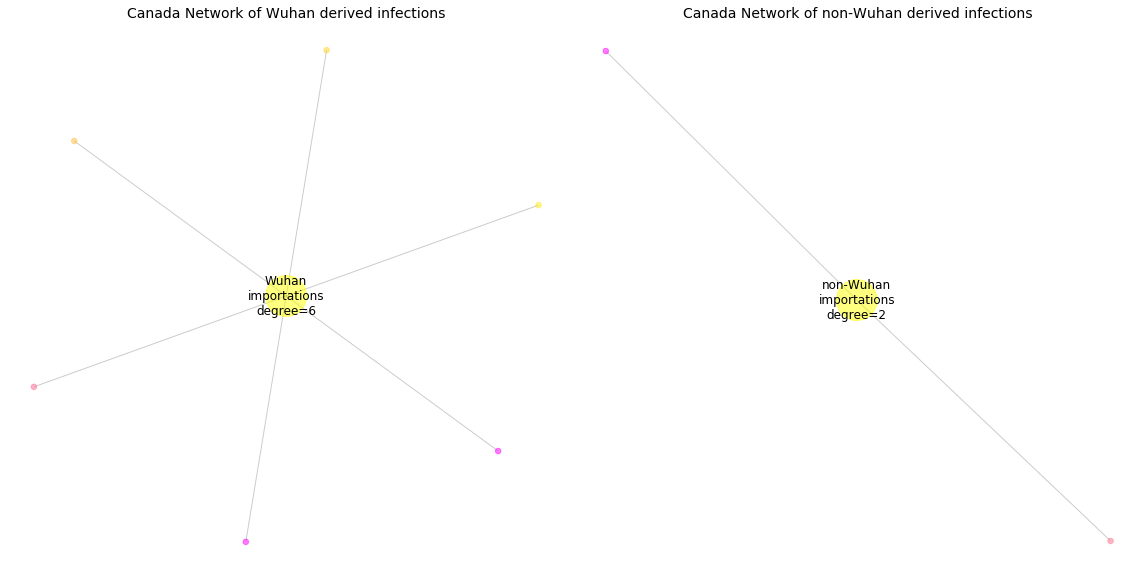 Canada Network of Wuhan derived infections
Canada Network of non-Wuhan derived infections
Wuhan
importations
degree=6
non-Wuhan
importations
degree=2